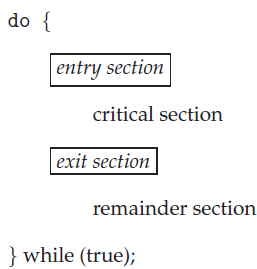 do {
entry section
critical section
exit section
remainder section
} while (true);